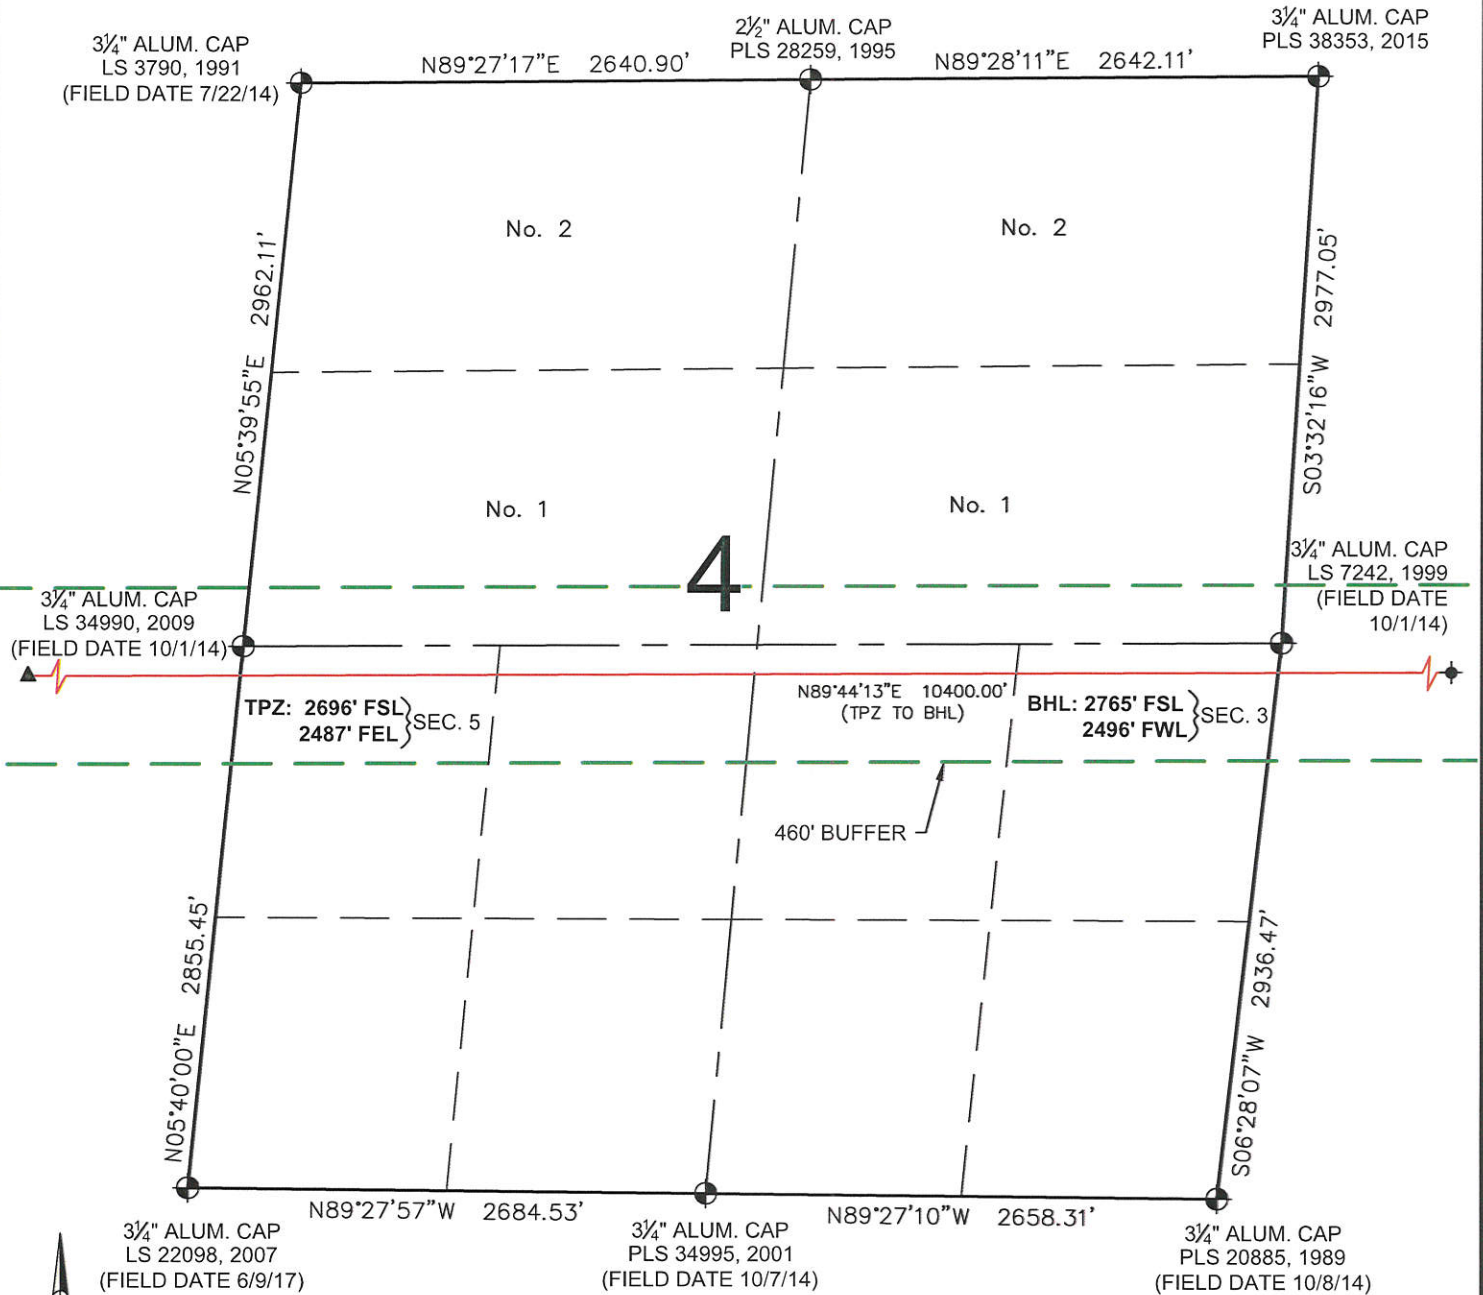 3¼" ALUM. CAP
LS 3790, 1991
(FIELD DATE 7/22/14)
N89°27'17"E 2640.90'
2½" ALUM. CAP
PLS 28259, 1995
N89°28'11"E 2642.11'
3¼" ALUM. CAP
PLS 38353, 2015
No. 2
No. 2
N05°39'55"E 2962.11'
S03°32'16"W 2977.05'
No. 1
No. 1
4
3¼" ALUM. CAP
LS 34990, 2009
(FIELD DATE 10/1/14)
3¼" ALUM. CAP
LS 7242, 1999
(FIELD DATE
10/1/14)
TPZ: 2696' FSL
2487' FEL
SEC. 5
N89°44'13"E 10400.00'
(TPZ TO BHL)
BHL: 2765' FSL
2496' FWL
SEC. 3
460' BUFFER
N05°40'00"E 2855.45'
S06°28'07"W 2936.47'
N89°27'57"W 2684.53'
N89°27'10"W 2658.31'
3¼" ALUM. CAP
LS 22098, 2007
(FIELD DATE 6/9/17)
3¼" ALUM. CAP
PLS 34995, 2001
(FIELD DATE 10/7/14)
3¼" ALUM. CAP
PLS 20885, 1989
(FIELD DATE 10/8/14)